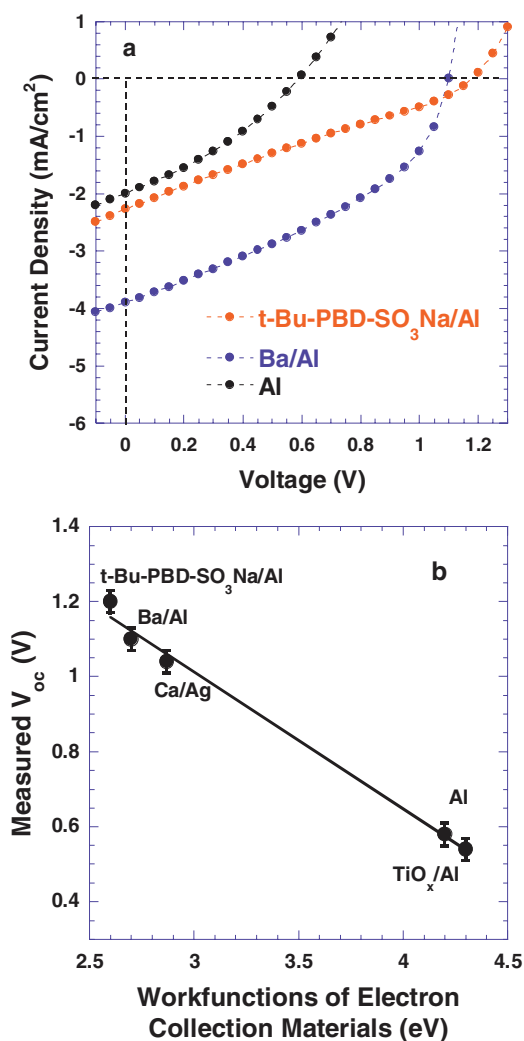 a
1
0
-1
-2
-3
-4
-5
-6
Current Density (mA/cm²)
t-Bu-PBD-SO₃Na/Al
Ba/Al
Al
0 0.2 0.4 0.6 0.8 1 1.2
Voltage (V)
b
1.4
1.2
1
0.8
0.6
0.4
Measured V_oc (V)
t-Bu-PBD-SO₃Na/Al
Ba/Al
Ca/Ag
Al
TiOₓ/Al
2.5 3 3.5 4 4.5
Workfunctions of Electron
Collection Materials (eV)